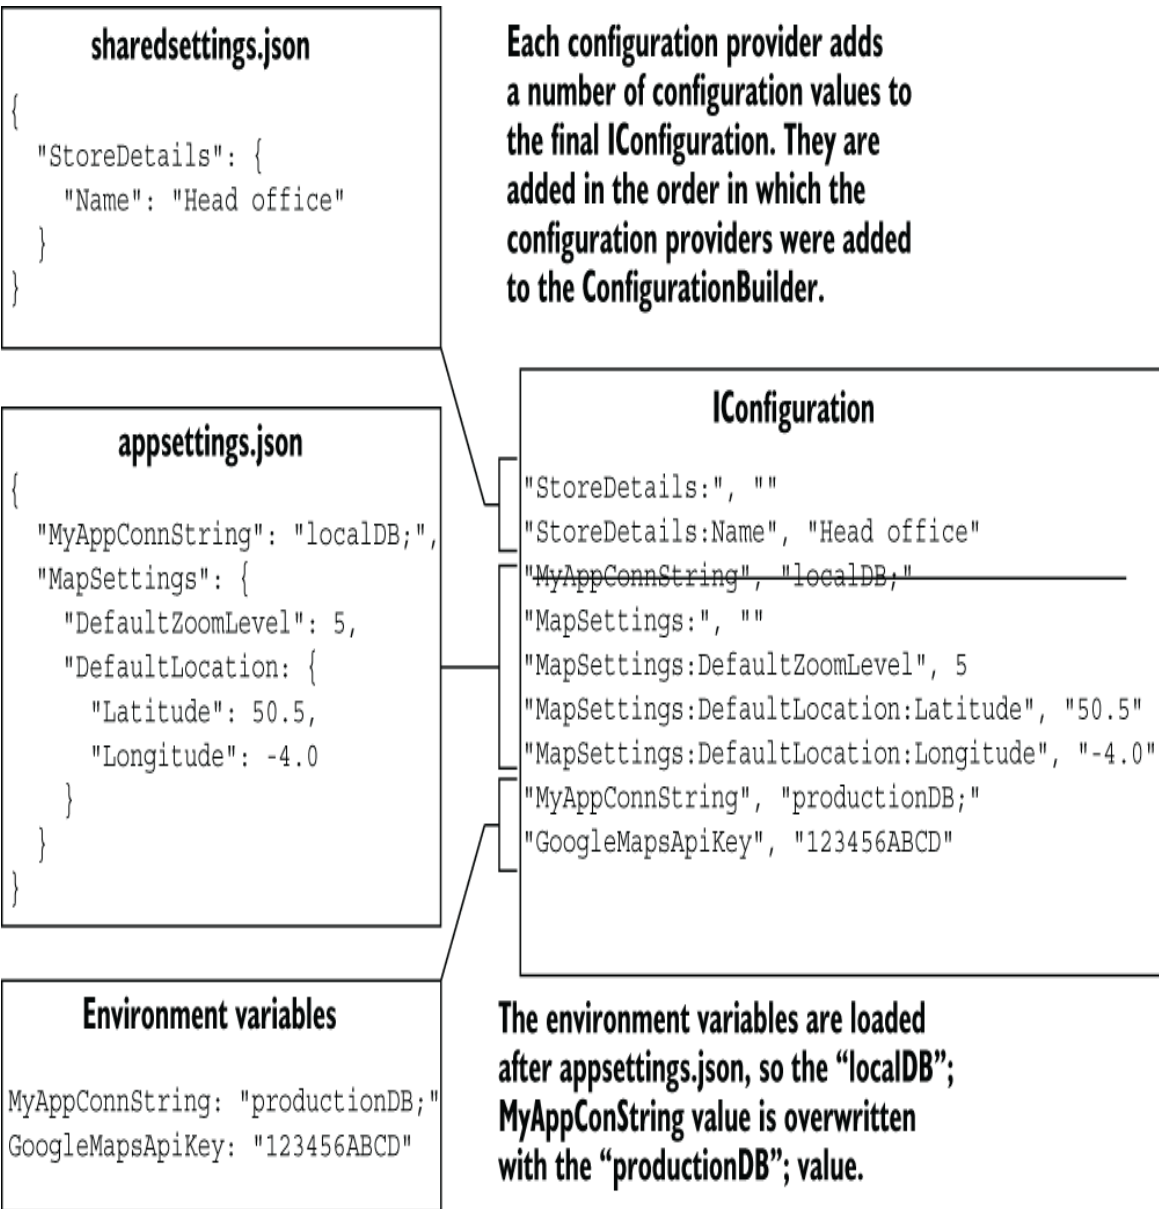 sharedsettings.json
{
"StoreDetails": {
"Name": "Head office"
}
}
Each configuration provider adds
a number of configuration values to
the final IConfiguration. They are
added in the order in which the
configuration providers were added
to the ConfigurationBuilder.
appsettings.json
{
"MyAppConnString": "localDB;",
"MapSettings": {
"DefaultZoomLevel": 5,
"DefaultLocation: {
"Latitude": 50.5,
"Longitude": -4.0
}
}
}
IConfiguration
"StoreDetails:", ""
"StoreDetails:Name", "Head office"
"MyAppConnString", "localDB;"
"MapSettings:", ""
"MapSettings:DefaultZoomLevel", 5
"MapSettings:DefaultLocation:Latitude", "50.5"
"MapSettings:DefaultLocation:Longitude", "-4.0"
"MyAppConnString", "productionDB;"
"GoogleMapsApiKey", "123456ABCD"
Environment variables
MyAppConnString: "productionDB;"
GoogleMapsApiKey: "123456ABCD"
The environment variables are loaded
after appsettings.json, so the “localDB”;
MyAppConString value is overwritten
with the “productionDB”; value.